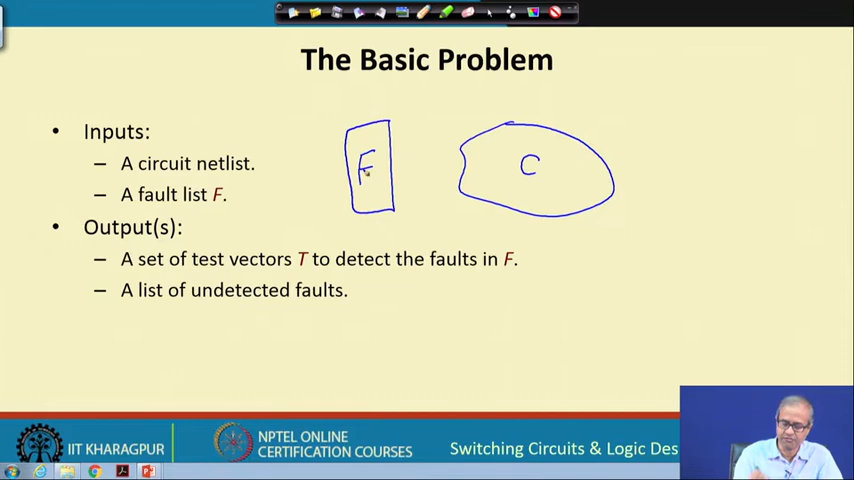 The Basic Problem
• Inputs:
– A circuit netlist.
– A fault list F.
F
C
• Output(s):
– A set of test vectors T to detect the faults in F.
– A list of undetected faults.
IIT KHARAGPUR
NPTEL ONLINE
CERTIFICATION COURSES
Switching Circuits & Logic Des